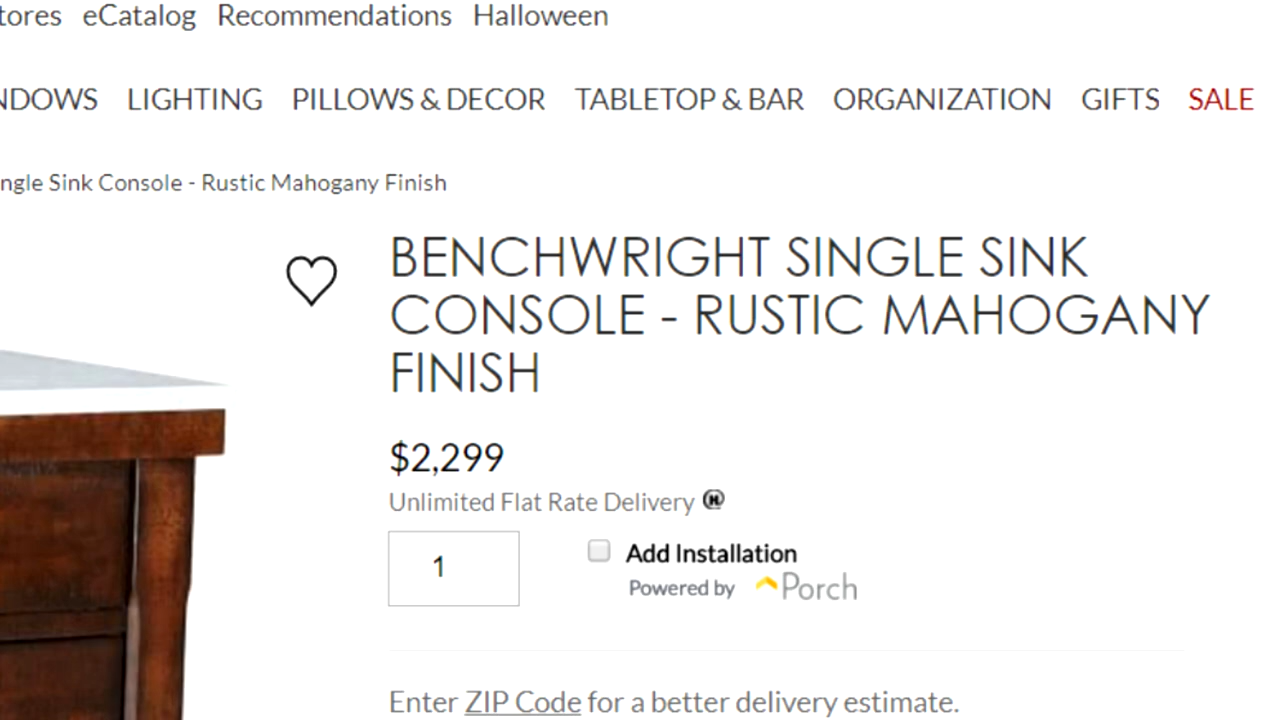 tores eCatalog Recommendations Halloween
NDOWS LIGHTING PILLOWS & DECOR TABLETOP & BAR ORGANIZATION GIFTS SALE
ngle Sink Console - Rustic Mahogany Finish
BENCHWRIGHT SINGLE SINK
CONSOLE - RUSTIC MAHOGANY
FINISH
$2,299
Unlimited Flat Rate Delivery
1
Add Installation
Powered by Porch
Enter ZIP Code for a better delivery estimate.